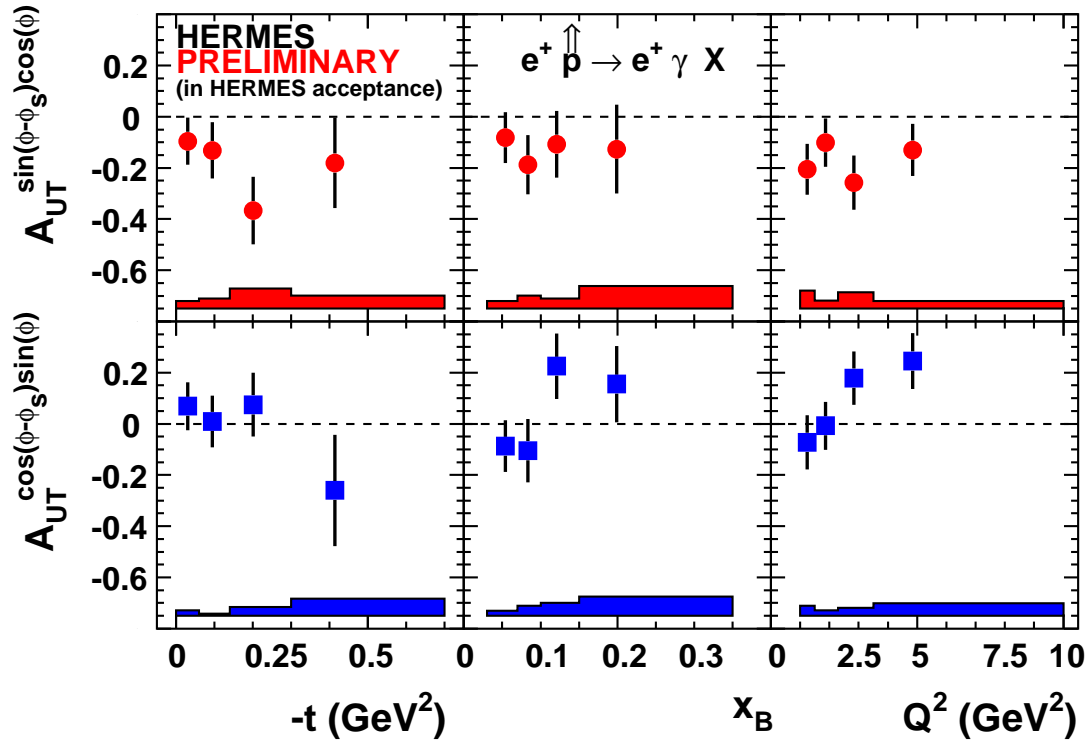 HERMES
PRELIMINARY
(in HERMES acceptance)
e⁺ p⇑ → e⁺ γ X
A_UT^sin(ϕ-ϕ_S)cos(ϕ)
0.2
0
-0.2
-0.4
-0.6
A_UT^cos(ϕ-ϕ_S)sin(ϕ)
0.2
0
-0.2
-0.4
-0.6
0 0.25 0.5 0 0.1 0.2 0.3 0 2.5 5 7.5 10
-t (GeV²) x_B Q² (GeV²)